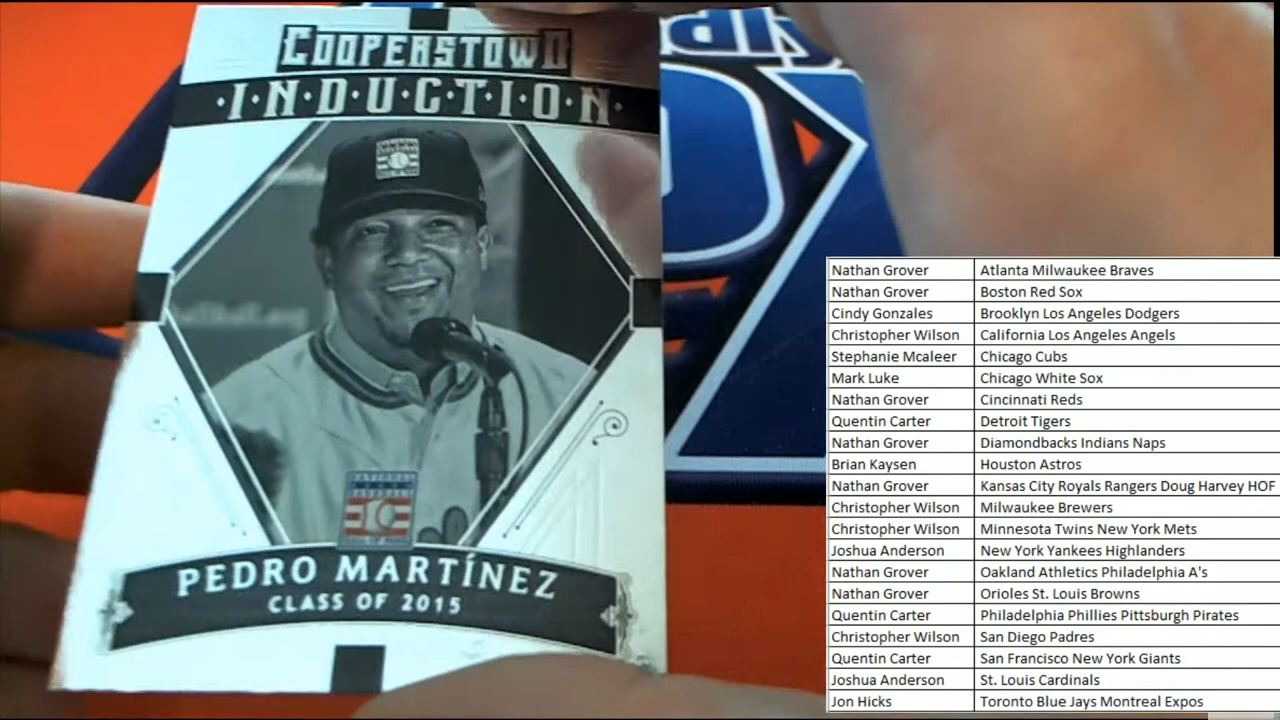 COOPERSTOWN
·I·N·D·U·C·T·I·O·N·
NATIONAL
BASEBALL
PEDRO MARTÍNEZ
CLASS OF 2015
Nathan Grover Atlanta Milwaukee Braves
Nathan Grover Boston Red Sox
Cindy Gonzales Brooklyn Los Angeles Dodgers
Christopher Wilson California Los Angeles Angels
Stephanie Mcaleer Chicago Cubs
Mark Luke Chicago White Sox
Nathan Grover Cincinnati Reds
Quentin Carter Detroit Tigers
Nathan Grover Diamondbacks Indians Naps
Brian Kaysen Houston Astros
Nathan Grover Kansas City Royals Rangers Doug Harvey HOF
Christopher Wilson Milwaukee Brewers
Christopher Wilson Minnesota Twins New York Mets
Joshua Anderson New York Yankees Highlanders
Nathan Grover Oakland Athletics Philadelphia A's
Nathan Grover Orioles St. Louis Browns
Quentin Carter Philadelphia Phillies Pittsburgh Pirates
Christopher Wilson San Diego Padres
Quentin Carter San Francisco New York Giants
Joshua Anderson St. Louis Cardinals
Jon Hicks Toronto Blue Jays Montreal Expos